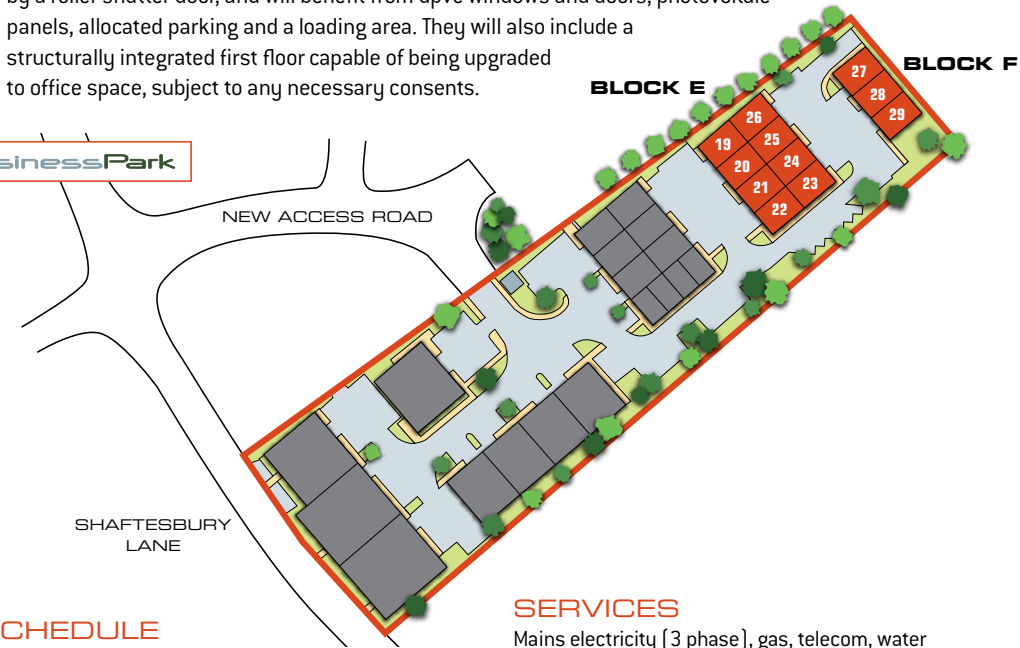 panels, allocated parking and a loading area. They will also include a
structurally integrated first floor capable of being upgraded
to office space, subject to any necessary consents.
BLOCK E
BLOCK F
27
28
29
26
25
24
23
19
20
21
22
sinessPark
NEW ACCESS ROAD
SHAFTESBURY
LANE
CHEDULE
SERVICES
Mains electricity (3 phase), gas, telecom, water